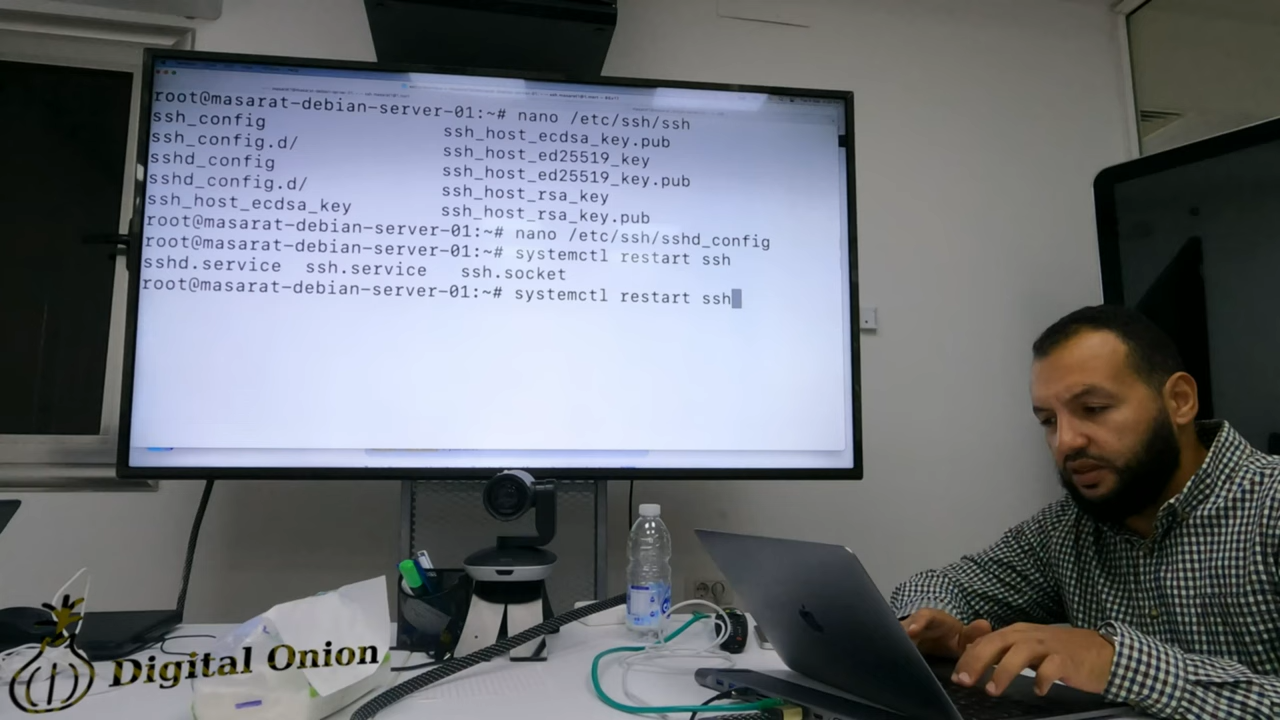 root@masarat-debian-server-01:~# nano /etc/ssh/ssh
ssh_config ssh_host_ecdsa_key.pub
ssh_config.d/ ssh_host_ed25519_key
sshd_config ssh_host_ed25519_key.pub
sshd_config.d/ ssh_host_rsa_key
ssh_host_ecdsa_key ssh_host_rsa_key.pub
root@masarat-debian-server-01:~# nano /etc/ssh/sshd_config
root@masarat-debian-server-01:~# systemctl restart ssh
sshd.service ssh.service ssh.socket
root@masarat-debian-server-01:~# systemctl restart ssh
Digital Onion